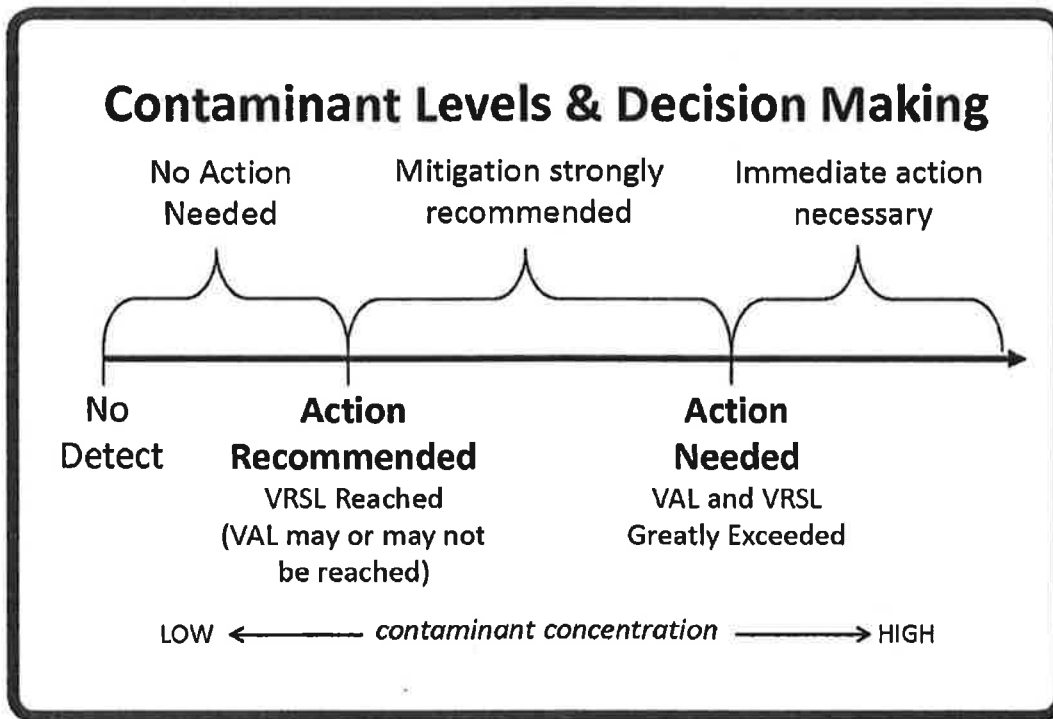 Contaminant Levels & Decision Making
No Action
Needed
Mitigation strongly
recommended
Immediate action
necessary
No
Detect
Action
Recommended
VRSL Reached
(VAL may or may not
be reached)
Action
Needed
VAL and VRSL
Greatly Exceeded
LOW contaminant concentration HIGH